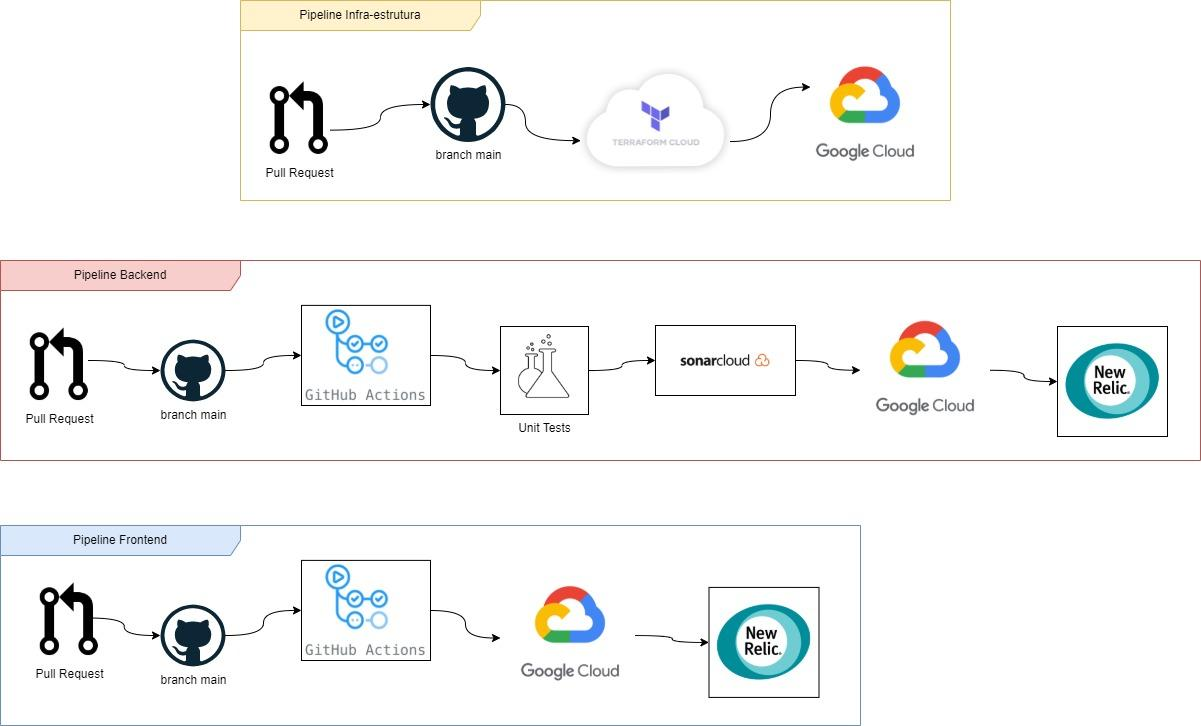 Pipeline Infra-estrutura
Pull Request
branch main
TERRAFORM CLOUD
Google Cloud
Pipeline Backend
Pull Request
branch main
GitHub Actions
Unit Tests
sonarcloud
Google Cloud
New
Relic.
Pipeline Frontend
Pull Request
branch main
GitHub Actions
Google Cloud
New
Relic.